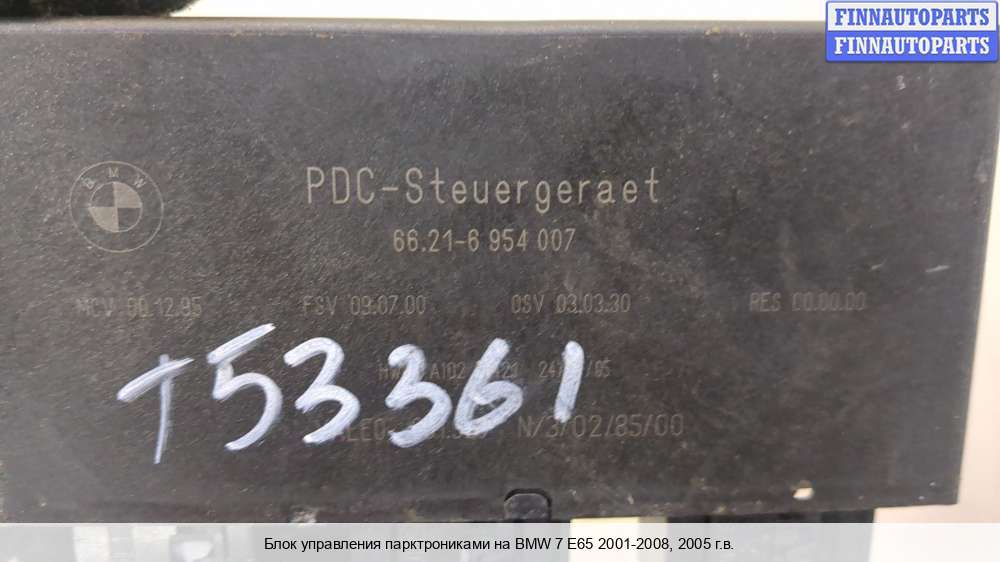 FINNAUTOPARTS
FINNAUTOPARTS
BMW
PDC-Steuergeraet
66.21-6 954 007
MCV 00.12.95 FSV 09.07.00 OSV 03.03.30 RES 00.00.00
T53361
N/3/02/85/00
Блок управления парктрониками на BMW 7 E65 2001-2008, 2005 г.в.